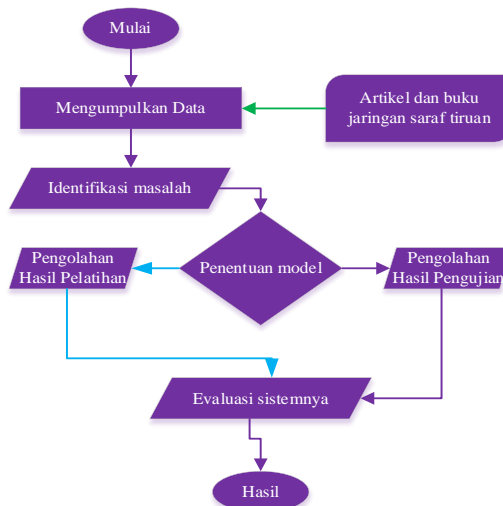 Mulai
Mengumpulkan Data
Artikel dan buku
jaringan saraf tiruan
Identifikasi masalah
Penentuan model
Pengolahan
Hasil Pelatihan
Pengolahan
Hasil Pengujian
Evaluasi sistemnya
Hasil